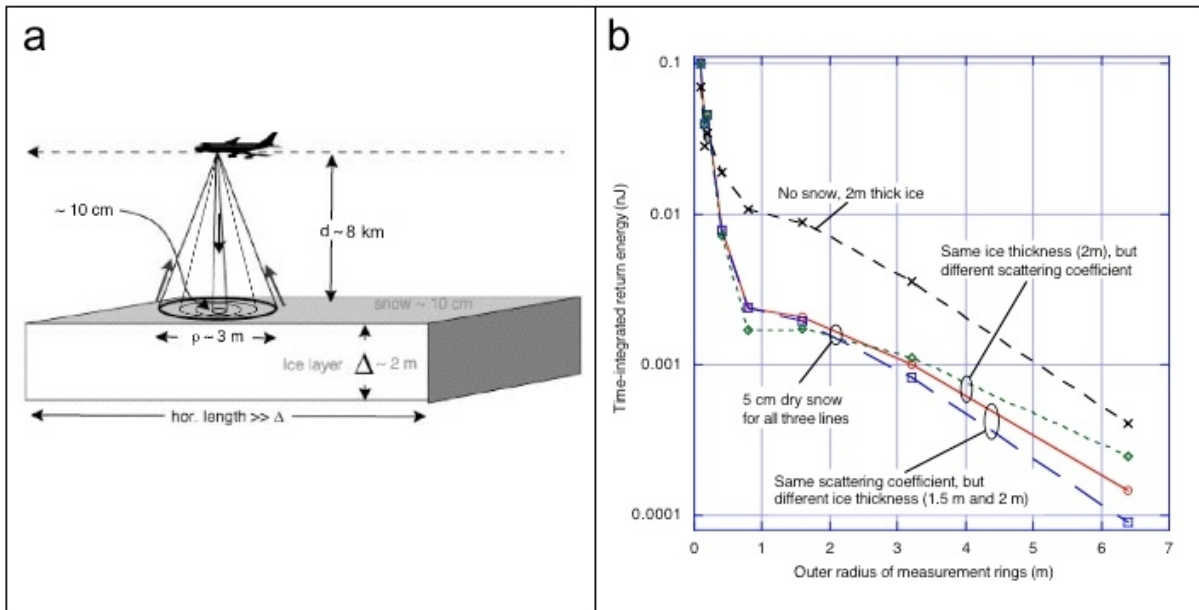 a
~ 10 cm
d ~ 8 km
snow ~ 10 cm
ρ ~ 3 m
Ice layer
Δ ~ 2 m
hor. length >> Δ
b
Time-integrated return energy (nJ)
0.1
0.01
0.001
0.0001
No snow, 2m thick ice
Same ice thickness (2m), but
different scattering coefficient
5 cm dry snow
for all three lines
Same scattering coefficient, but
different ice thickness (1.5 m and 2 m)
0 1 2 3 4 5 6 7
Outer radius of measurement rings (m)